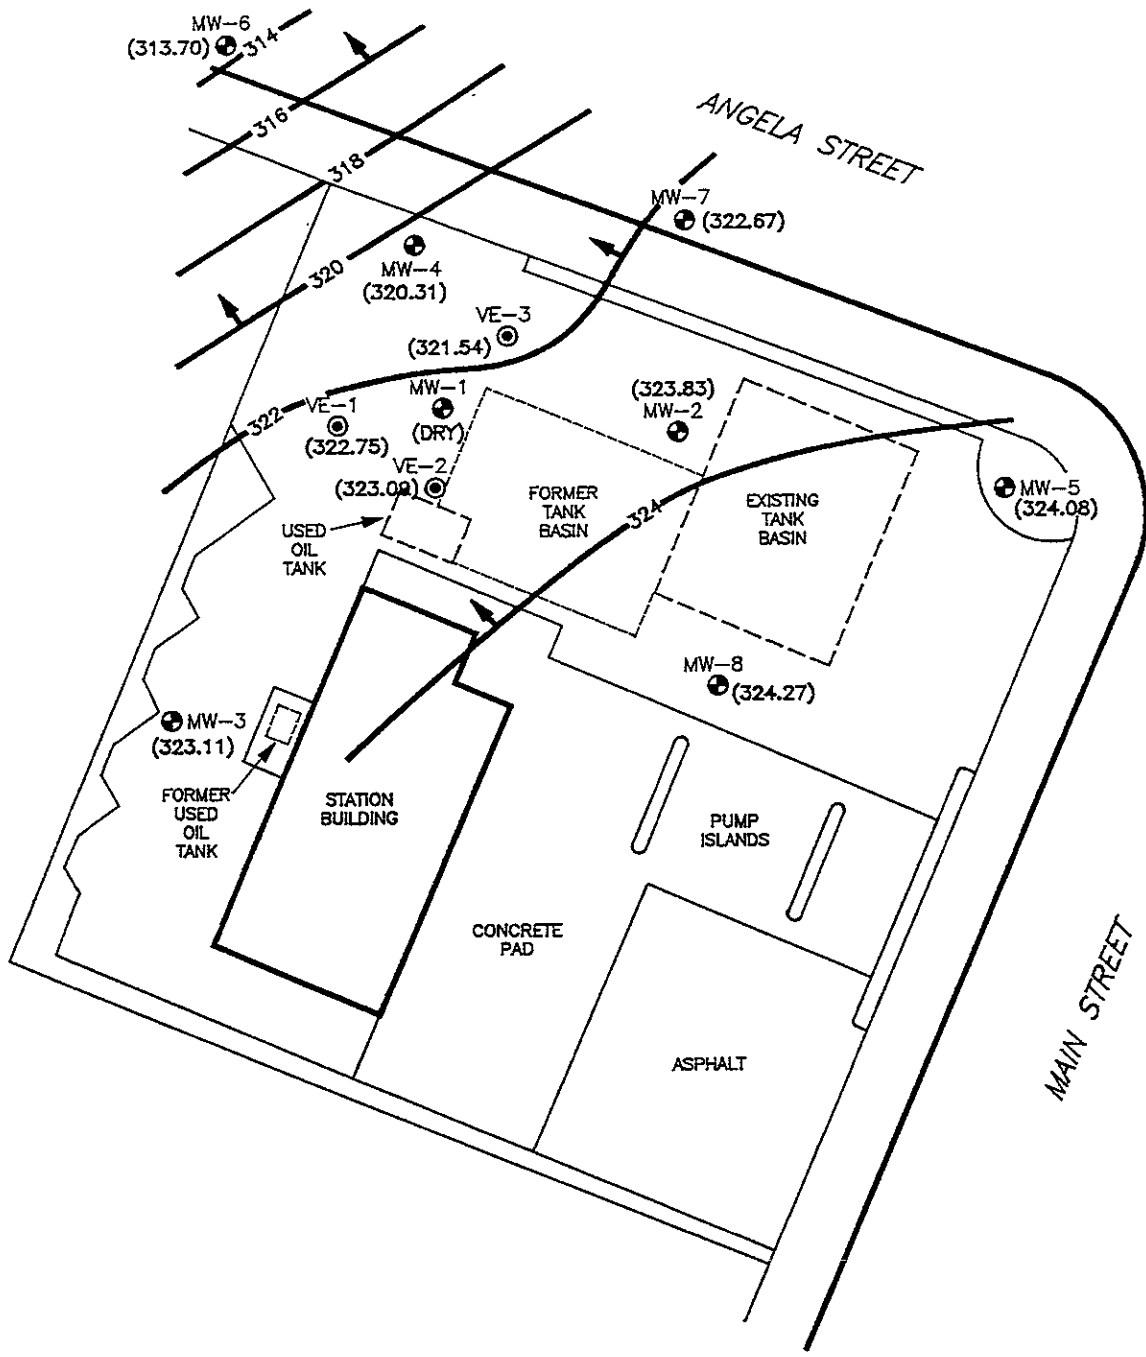 MW-6
(313.70)
314
316
318
320
ANGELA STREET
MW-7
(322.67)
MW-4
(320.31)
VE-3
(321.54)
322
VE-1
(322.75)
MW-1
(DRY)
(323.83)
MW-2
VE-2
USED
OIL
TANK
FORMER
TANK
BASIN
324
EXISTING
TANK
BASIN
MW-5
(324.08)
MW-8
(324.27)
MW-3
(323.11)
FORMER
USED
OIL
TANK
STATION
BUILDING
PUMP
ISLANDS
CONCRETE
PAD
ASPHALT
MAIN STREET